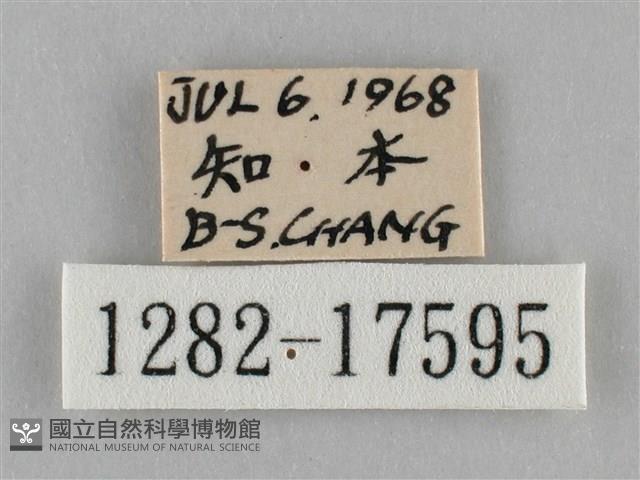 JUL 6. 1968
知本
B-S.CHANG
1282-17595
國立自然科學博物館
NATIONAL MUSEUM OF NATURAL SCIENCE